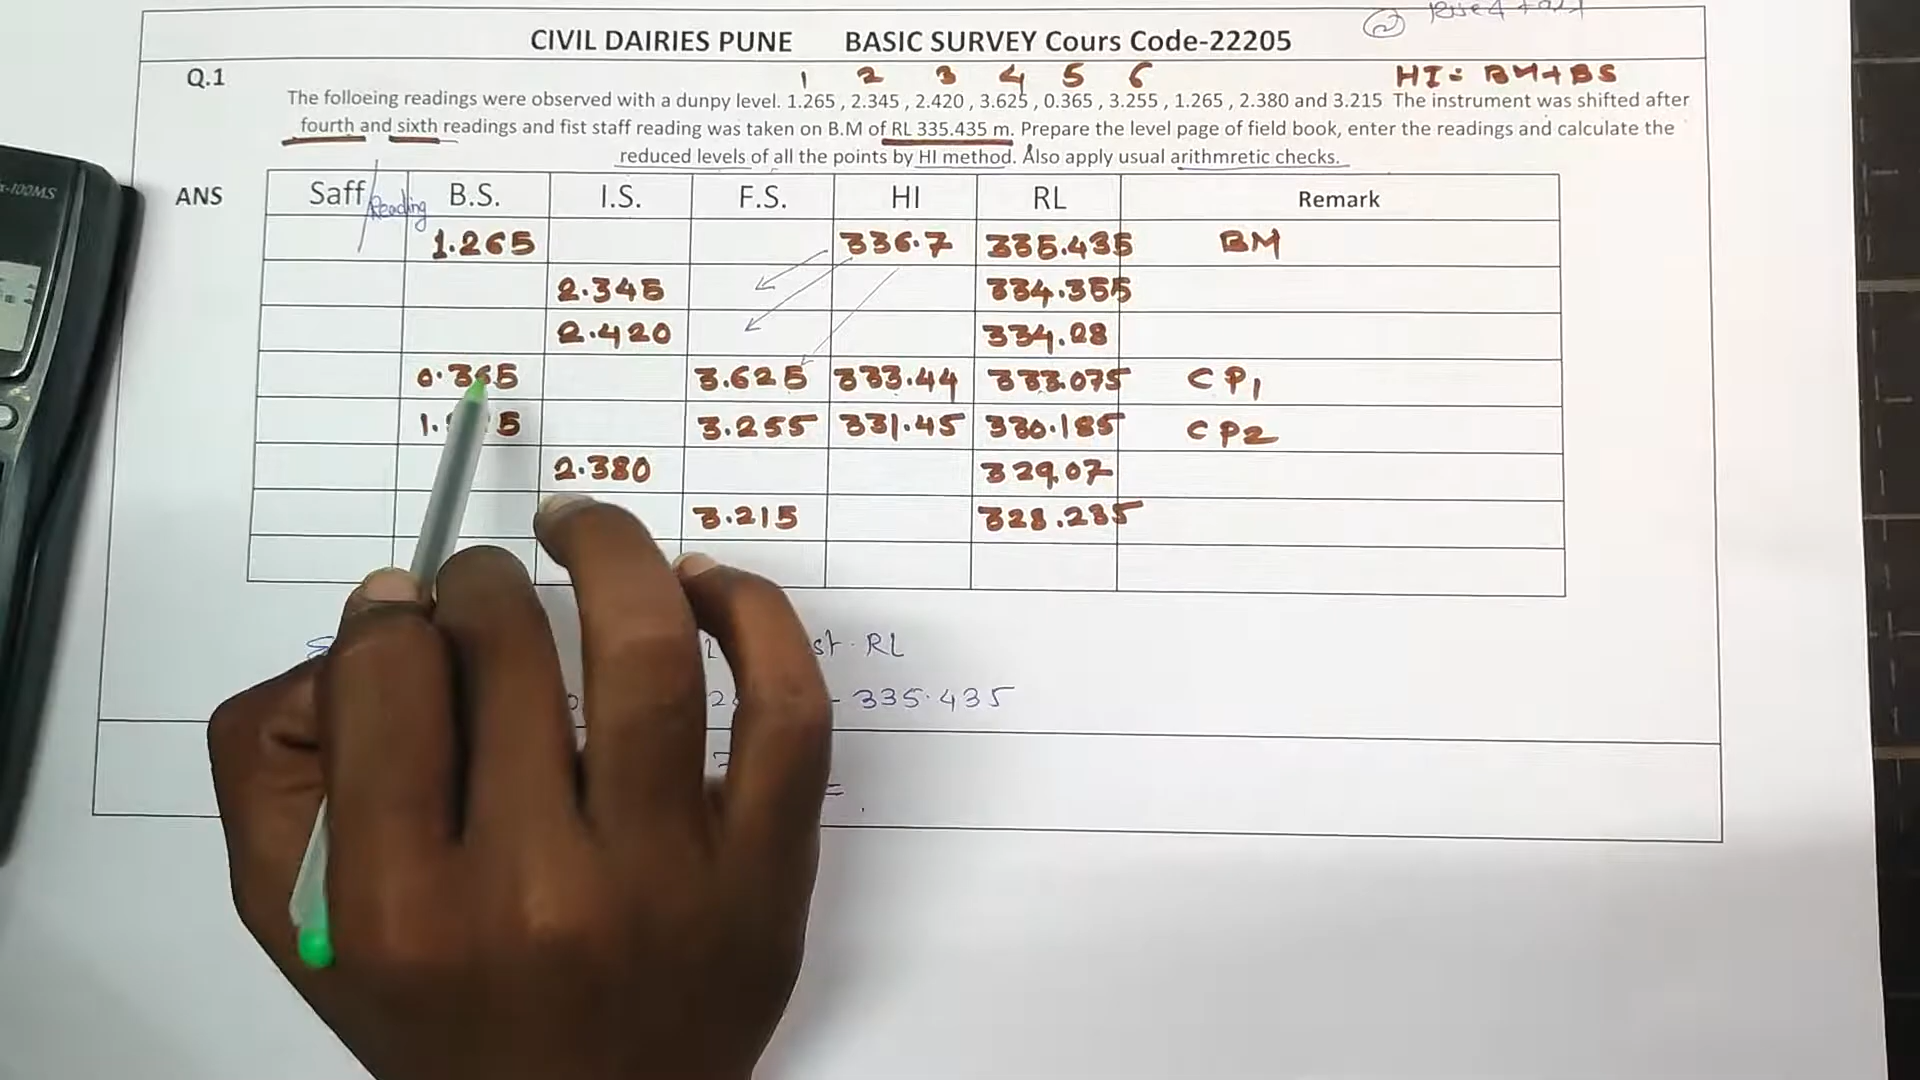 CIVIL DAIRIES PUNE BASIC SURVEY Cours Code-22205
Q.1 1 2 3 4 5 6 HI = BM+BS
The folloeing readings were observed with a dunpy level. 1.265 , 2.345 , 2.420 , 3.625 , 0.365 , 3.255 , 1.265 , 2.380 and 3.215 The instrument was shifted after
fourth and sixth readings and fist staff reading was taken on B.M of RL 335.435 m. Prepare the level page of field book, enter the readings and calculate the
reduced levels of all the points by HI method. Also apply usual arithmretic checks.
ANS Saff/Reading B.S. I.S. F.S. HI RL Remark
1.265 336.7 335.435 BM
2.345 334.355
2.420 334.28
0.365 3.625 333.44 333.075 CP1
3.255 331.45 330.185 CP2
2.380 329.07
3.215 328.235
RL
335.435
=